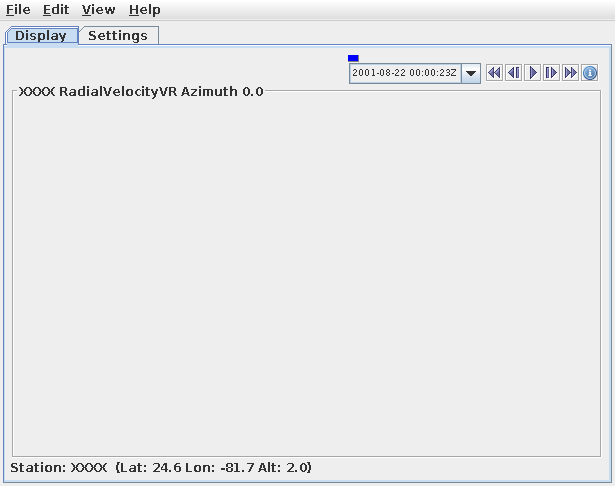 File Edit View Help
Display Settings
2001-08-22 00:00:23Z
XXXX RadialVelocityVR Azimuth 0.0
Station: XXXX (Lat: 24.6 Lon: -81.7 Alt: 2.0)